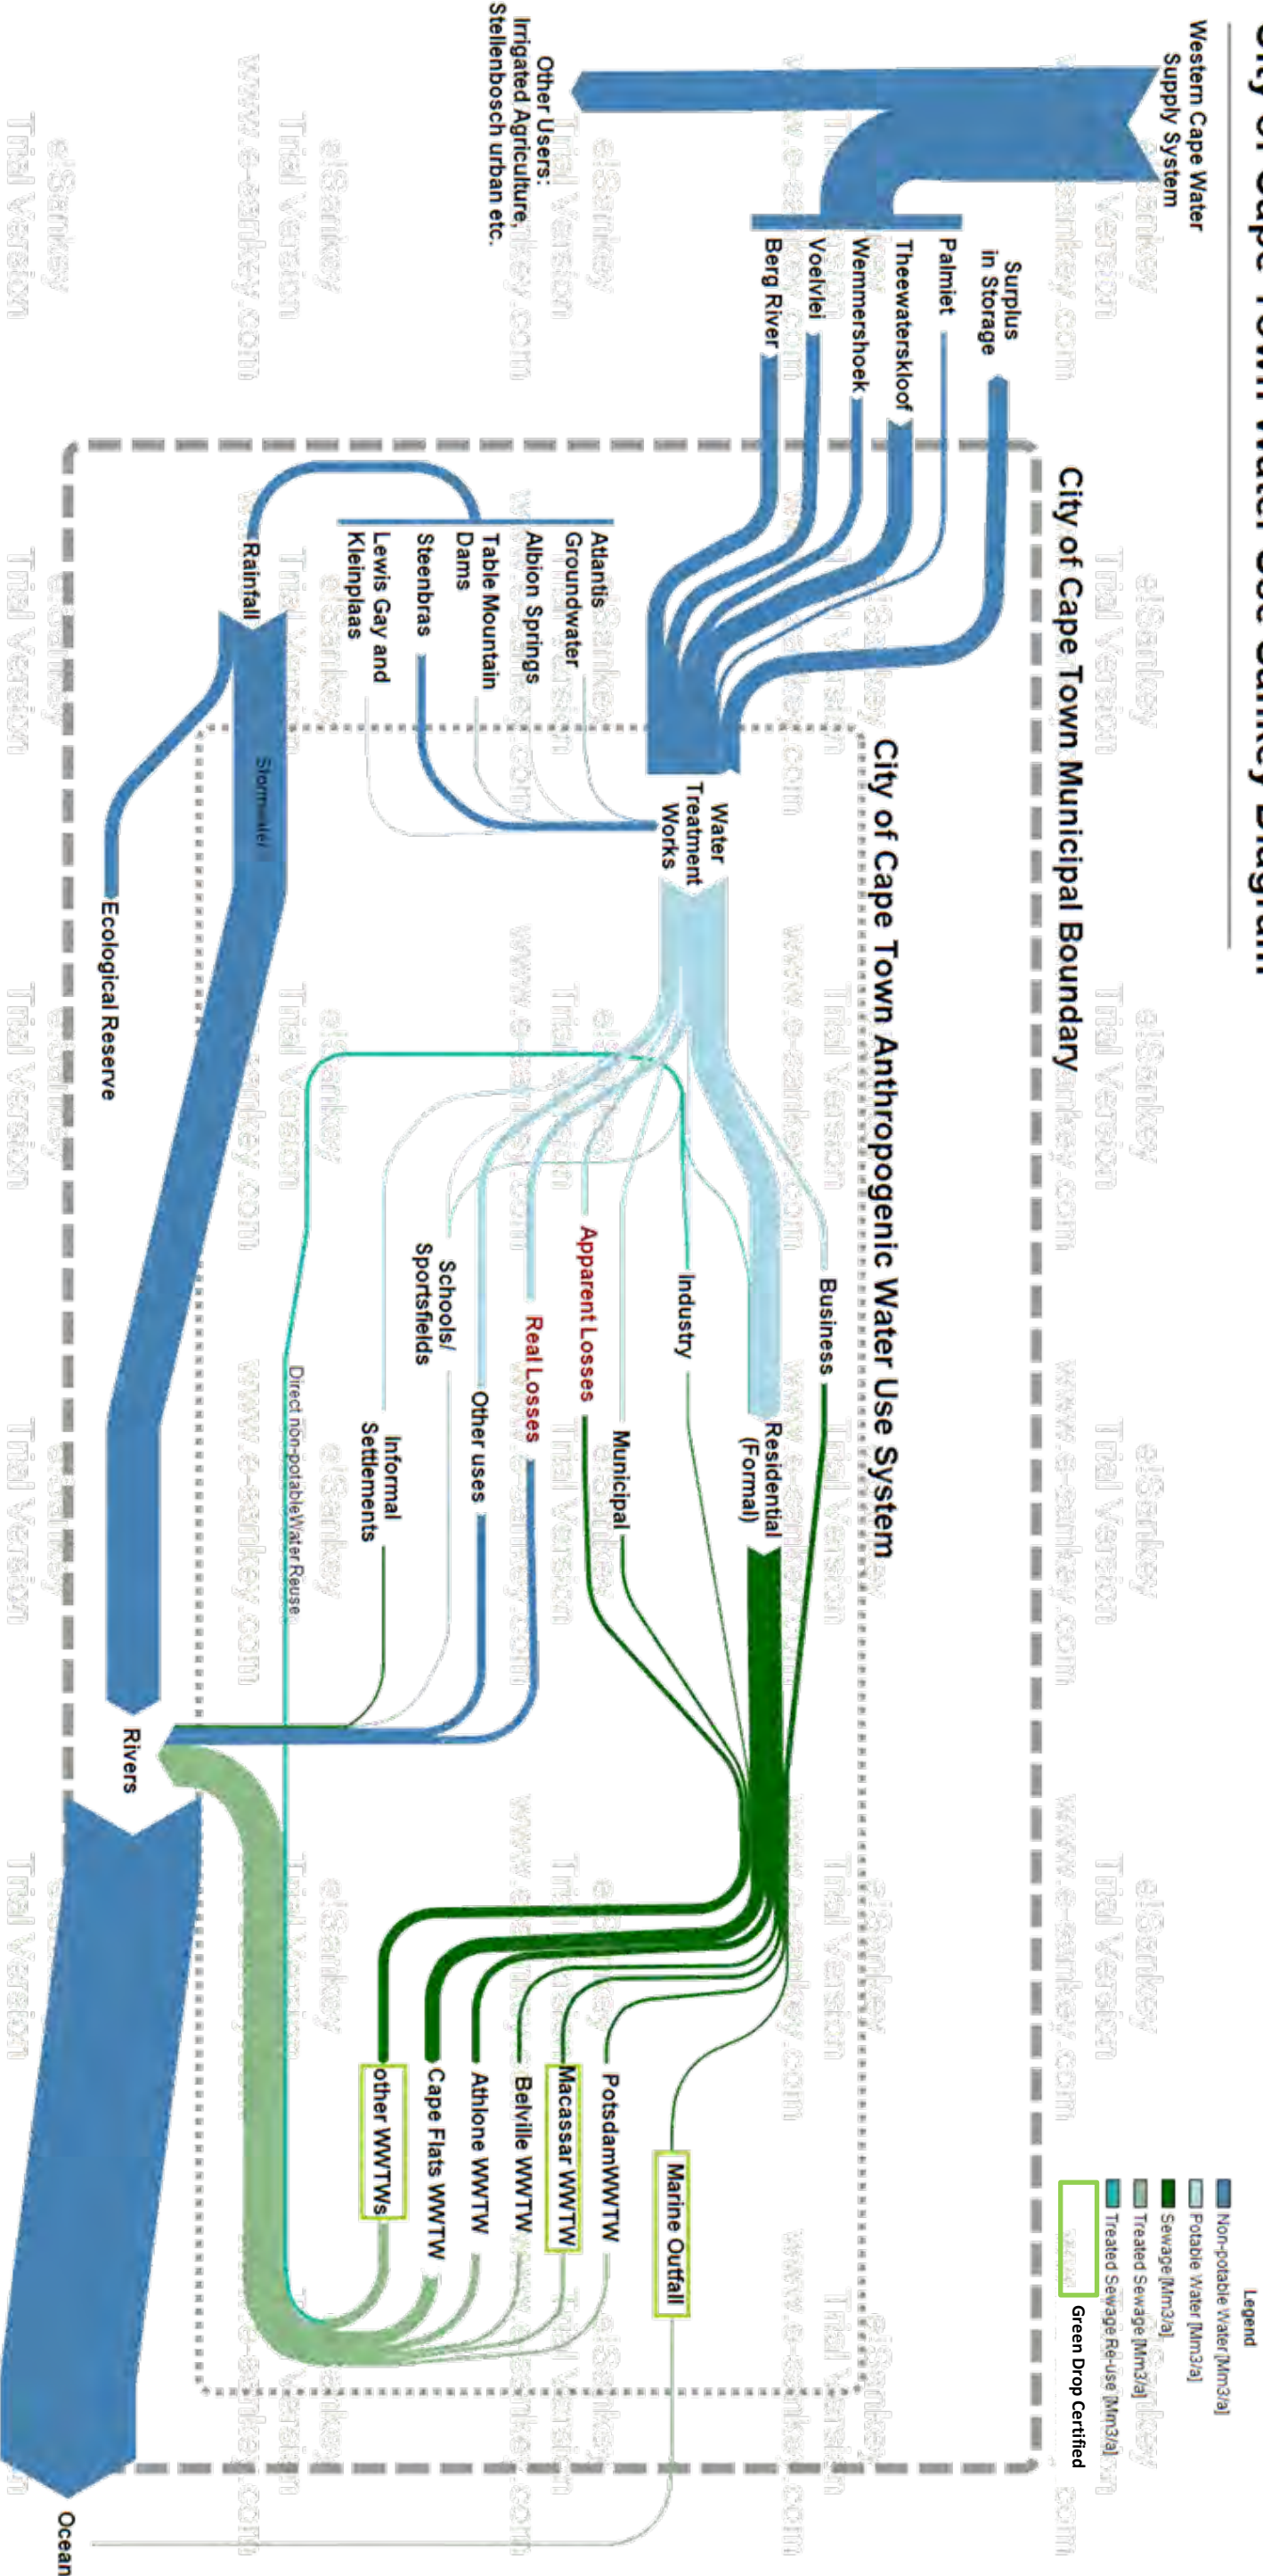 City of Cape Town Water Use Sankey Diagram
Western Cape Water
Supply System
Other Users:
Irrigated Agriculture,
Stellenbosch urban etc.
Surplus
in Storage
Palmiet
Theewaterskloof
Wemmershoek
Voelvlei
Berg River
City of Cape Town Municipal Boundary
City of Cape Town Anthropogenic Water Use System
Atlantis
Groundwater
Albion Springs
Table Mountain
Dams
Steenbras
Lewis Gay and
Kleinplaas
Rainfall
Stormwater
Ecological Reserve
Water
Treatment
Works
Business
Residential
(Formal)
Industry
Municipal
Apparent Losses
Real Losses
Other uses
Schools/
Sportsfields
Informal
Settlements
Direct non-potableWater Reuse
Rivers
Marine Outfall
PotsdamWWTW
Macassar WWTW
Belville WWTW
Athlone WWTW
Cape Flats WWTW
other WWTWs
Ocean
Legend
Non-potable Water [Mm3/a]
Potable Water [Mm3/a]
Sewage [Mm3/a]
Treated Sewage [Mm3/a]
Treated Sewage Re-use [Mm3/a]
Green Drop Certified
e!Sankey
Trial Version
www.e-sankey.com